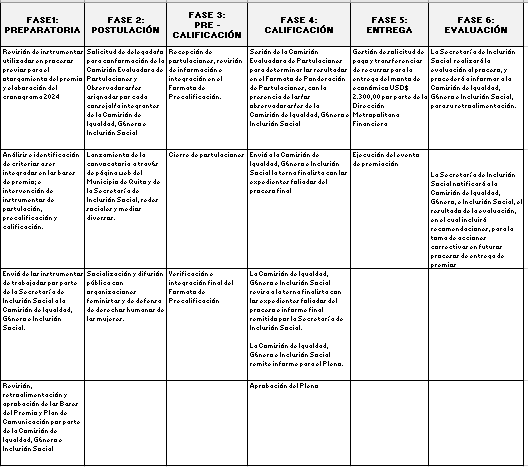 FASE1:
PREPARATORIA
FASE 2:
POSTULACIÓN
FASE 3:
PRE -
CALIFICACIÓN
FASE 4:
CALIFICACIÓN
FASE 5:
ENTREGA
FASE 6:
EVALUACIÓN
Revisión de instrumentos
utilizados en procesos
previos para el
otorgamiento del premio
y elaboración del
cronograma 2024
Solicitud de delegado/a
para conformación de la
Comisión Evaluadora de
Postulaciones y
Observadoras/es
asignadas por cada
concejal/a integrantes
de la Comisión de
Igualdad, Género e
Inclusión Social
Recepción de
postulaciones, revisión
de información e
integración en el
Formato de
Precalificación.
Sesión de la Comisión
Evaluadora de Postulaciones
para determinar los resultados
en el Formato de Ponderación
de Postulaciones, con la
presencia de las/os
observadoras/es de la
Comisión de Igualdad, Género e
Inclusión Social
Gestión de solicitud de
pago y transferencias
de recursos para la
entrega del monto de
económica USD$
2.300,00 por parte de la
Dirección
Metropolitana
Financiera
La Secretaría de Inclusión
Social realizará la
evaluación al proceso, y
procederá a informar a la
Comisión de Igualdad,
Género e Inclusión Social,
para su retroalimentación.
Análisis e identificación
de criterios a ser
integrados en las bases
de premio; e
intervención de
instrumentos de
postulación,
precalificación y
calificación.
Lanzamiento de la
convocatoria a través
de página web del
Municipio de Quito y de
la Secretaría de
Inclusión Social, redes
sociales y medios
diversos.
Cierre de postulaciones
Envió a la Comisión de
Igualdad, Género e Inclusión
Social la terna finalista con los
expedientes foliados del
proceso final
Ejecución del evento
de premiación
La Secretaría de Inclusión
Social notificará a la
Comisión de Igualdad,
Género, e Inclusión Social, el
resultado de la evaluación,
en el cual incluirá
recomendaciones, para la
toma de acciones
correctivas en futuros
procesos de entrega de
premios
Envió de los instrumentos
de trabajados por parte
de la Secretaría de
Inclusión Social a la
Comisión de Igualdad,
Género e Inclusión
Social.
Socialización y difusión
pública con
organizaciones
feministas y de defensa
de derechos humanos de
las mujeres.
Verificación e
integración final del
Formato de
Precalificación
La Comisión de Igualdad,
Género e Inclusión Social
revisa a la terna finalista con
los expedientes foliados del
proceso e informe final
remitida por la Secretaría de
Inclusión Social.
La Comisión de Igualdad,
Género e Inclusión Social
remite informe para el Pleno.
Revisión,
retroalimentación y
aprobación de las Bases
del Premio y Plan de
Comunicación por parte
de la Comisión de
Igualdad, Género e
Inclusión Social
Aprobación del Pleno